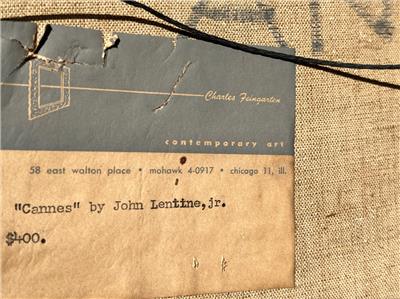 Charles Feingarten
contemporary art
58 east walton place • mohawk 4-0917 • chicago 11, ill.
"Cannes" by John Lentine,jr.
$400.